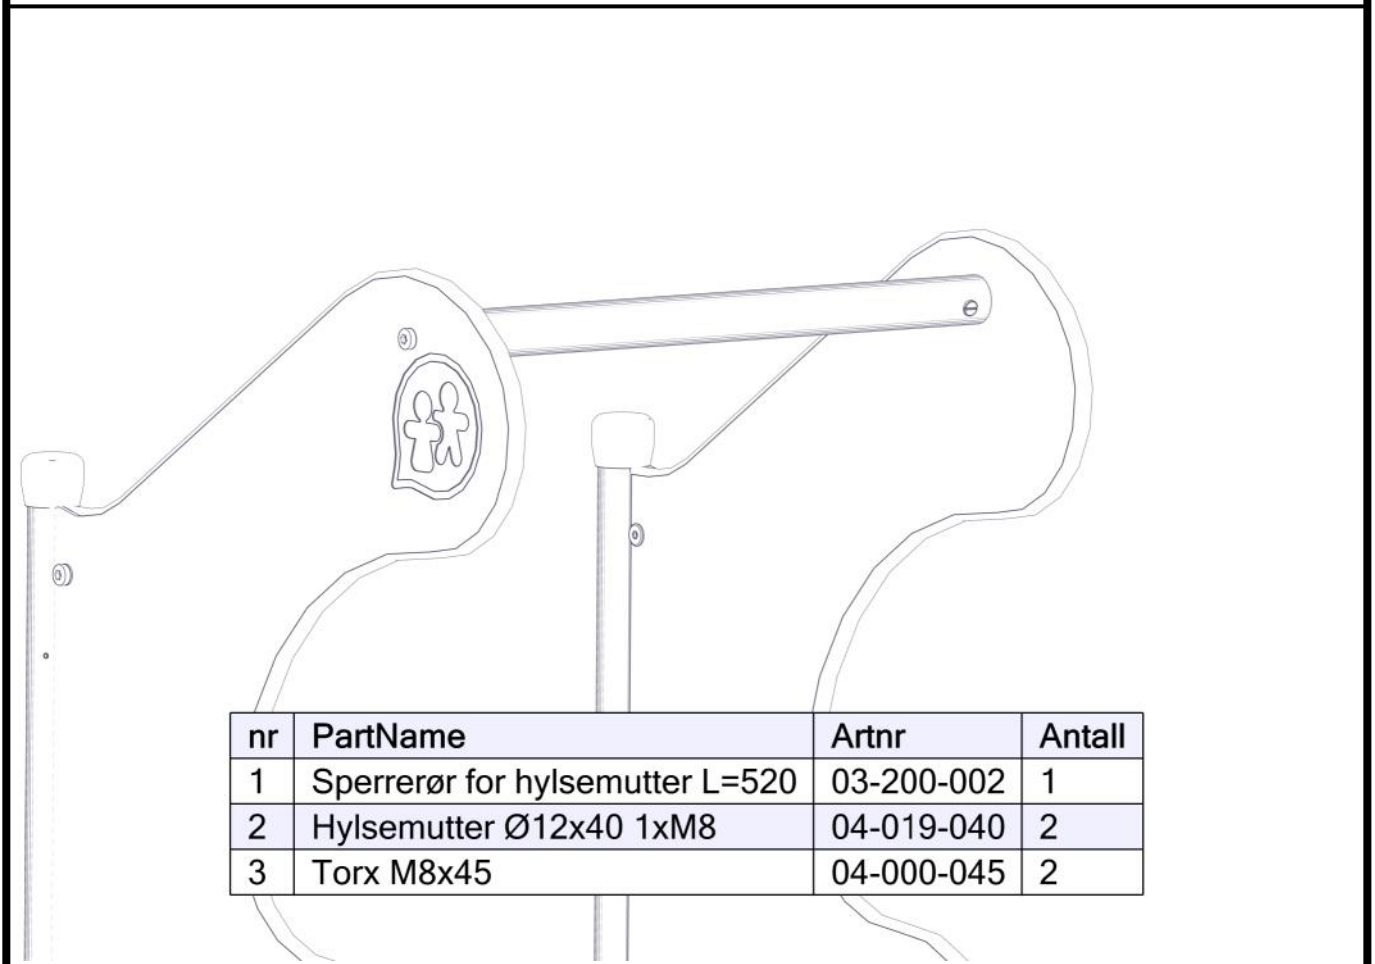 nr PartName Artnr Antall
1 Sperrerør for hylsemutter L=520 03-200-002 1
2 Hylsemutter Ø12x40 1xM8 04-019-040 2
3 Torx M8x45 04-000-045 2